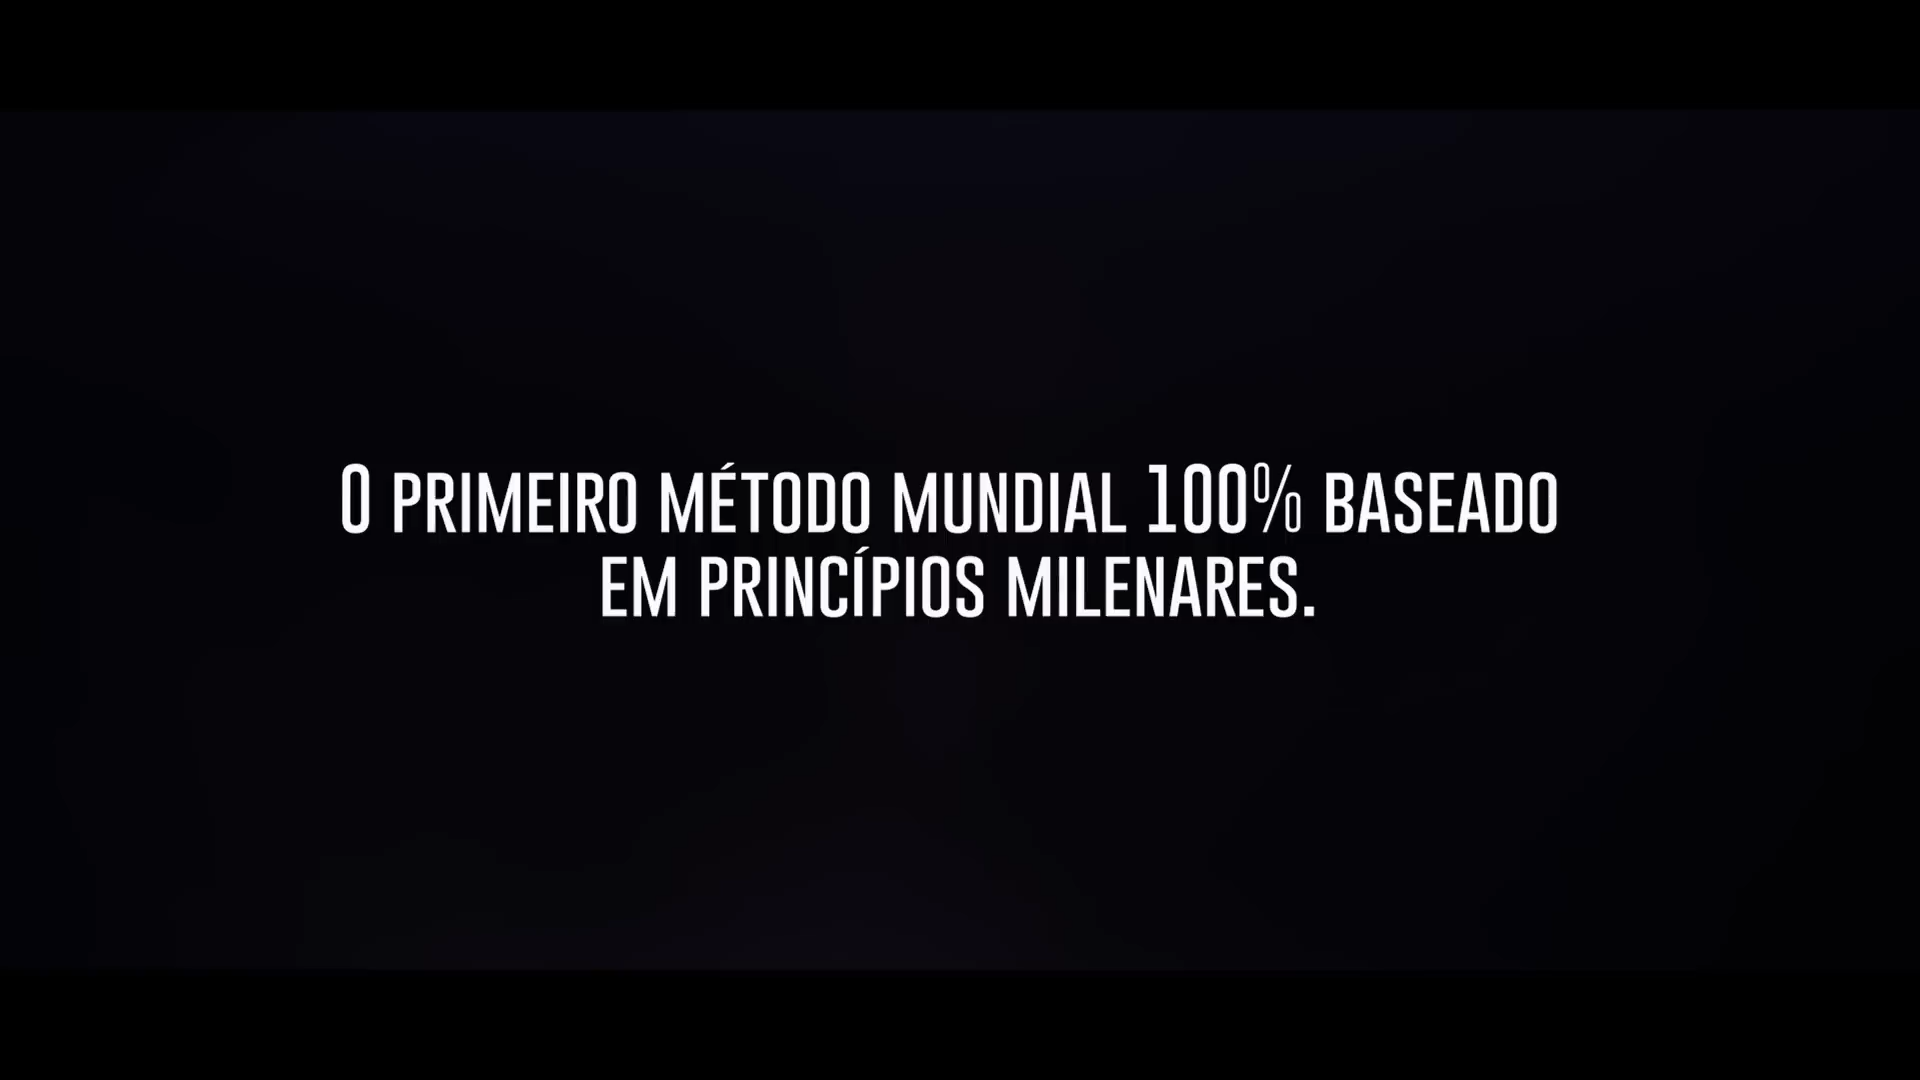 O PRIMEIRO MÉTODO MUNDIAL 100% BASEADO
EM PRINCÍPIOS MILENARES.